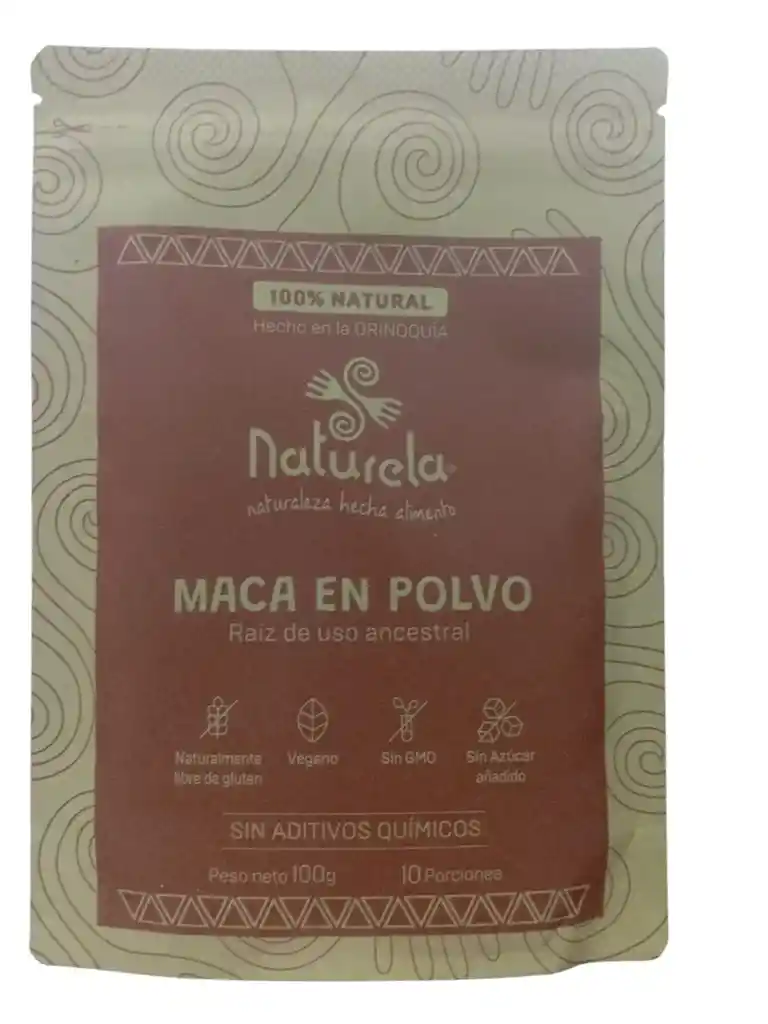 100% NATURAL
Hecho en la ORINOQUIA
Naturela
naturaleza hecha alimento
MACA EN POLVO
Raíz de uso ancestral
Naturalmente
libre de gluten
Vegano
Sin GMO
Sin Azúcar
añadido
SIN ADITIVOS QUÍMICOS
Peso neto 100g
10 Porciones